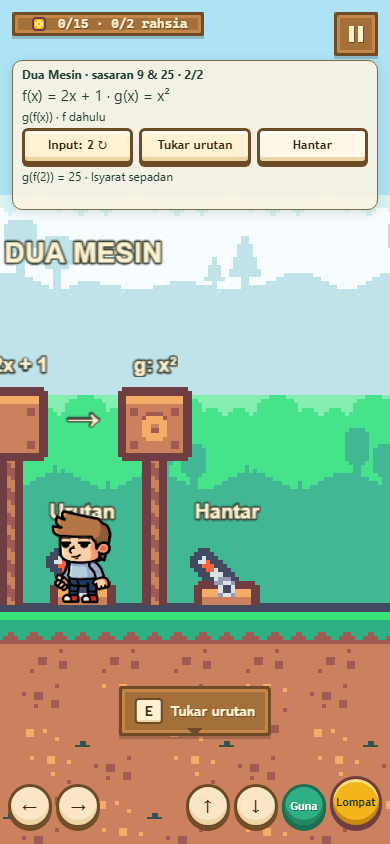 0/15 · 0/2 rahsia
Dua Mesin · sasaran 9 & 25 · 2/2
f(x) = 2x + 1 · g(x) = x²
g(f(x)) · f dahulu
Input: 2 ↻
Tukar urutan
Hantar
g(f(2)) = 25 · Isyarat sepadan
DUA MESIN
2x + 1
→
g: x²
Urutan
Hantar
E
Tukar urutan
← → ↑ ↓ Guna Lompat